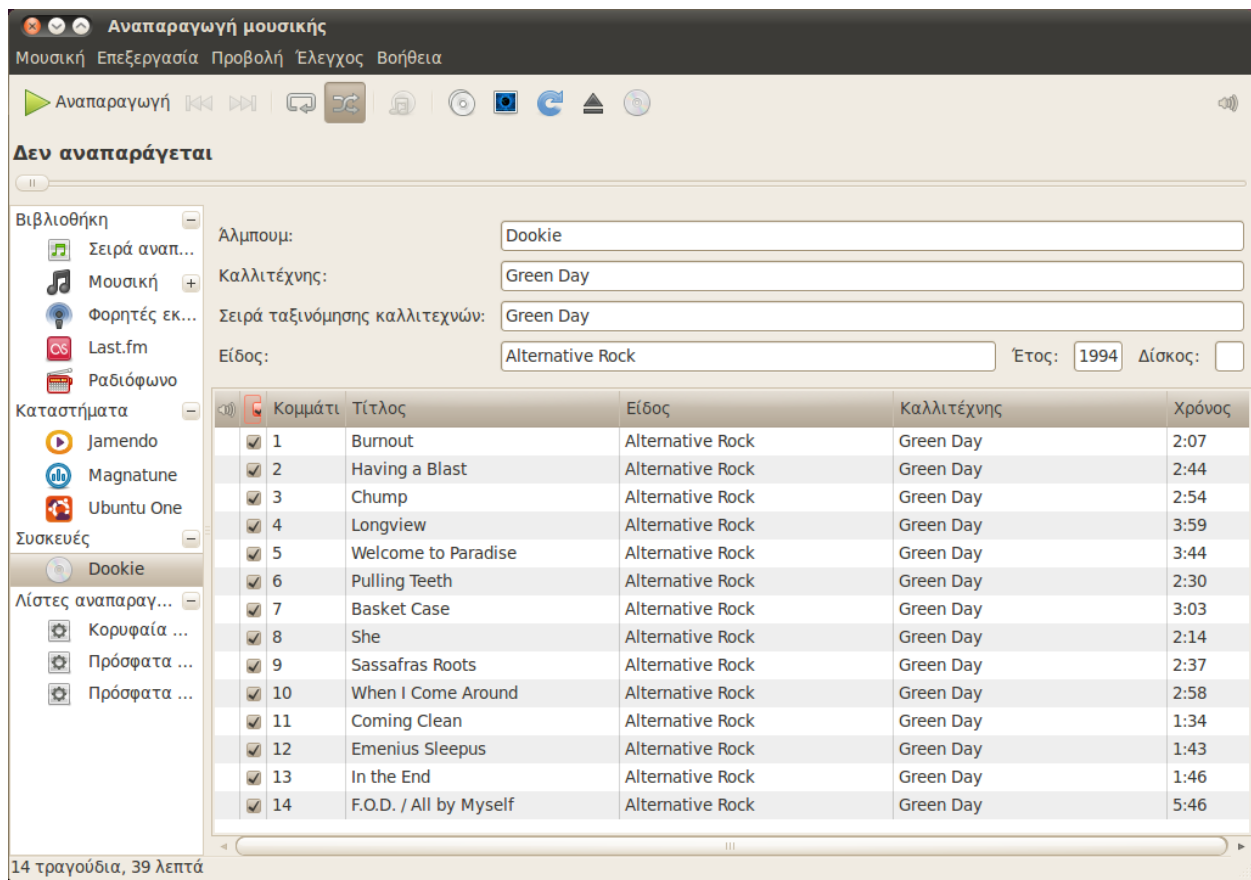 Αναπαραγωγή μουσικής
Μουσική Επεξεργασία Προβολή Έλεγχος Βοήθεια
Αναπαραγωγή
Δεν αναπαράγεται
Βιβλιοθήκη
Σειρά αναπ...
Μουσική
Φορητές εκ...
Last.fm
Ραδιόφωνο
Καταστήματα
Jamendo
Magnatune
Ubuntu One
Συσκευές
Dookie
Λίστες αναπαραγ...
Κορυφαία ...
Πρόσφατα ...
Πρόσφατα ...
Άλμπουμ: Dookie
Καλλιτέχνης: Green Day
Σειρά ταξινόμησης καλλιτεχνών: Green Day
Είδος: Alternative Rock Έτος: 1994 Δίσκος:
Κομμάτι Τίτλος Είδος Καλλιτέχνης Χρόνος
1 Burnout Alternative Rock Green Day 2:07
2 Having a Blast Alternative Rock Green Day 2:44
3 Chump Alternative Rock Green Day 2:54
4 Longview Alternative Rock Green Day 3:59
5 Welcome to Paradise Alternative Rock Green Day 3:44
6 Pulling Teeth Alternative Rock Green Day 2:30
7 Basket Case Alternative Rock Green Day 3:03
8 She Alternative Rock Green Day 2:14
9 Sassafras Roots Alternative Rock Green Day 2:37
10 When I Come Around Alternative Rock Green Day 2:58
11 Coming Clean Alternative Rock Green Day 1:34
12 Emenius Sleepus Alternative Rock Green Day 1:43
13 In the End Alternative Rock Green Day 1:46
14 F.O.D. / All by Myself Alternative Rock Green Day 5:46
14 τραγούδια, 39 λεπτά